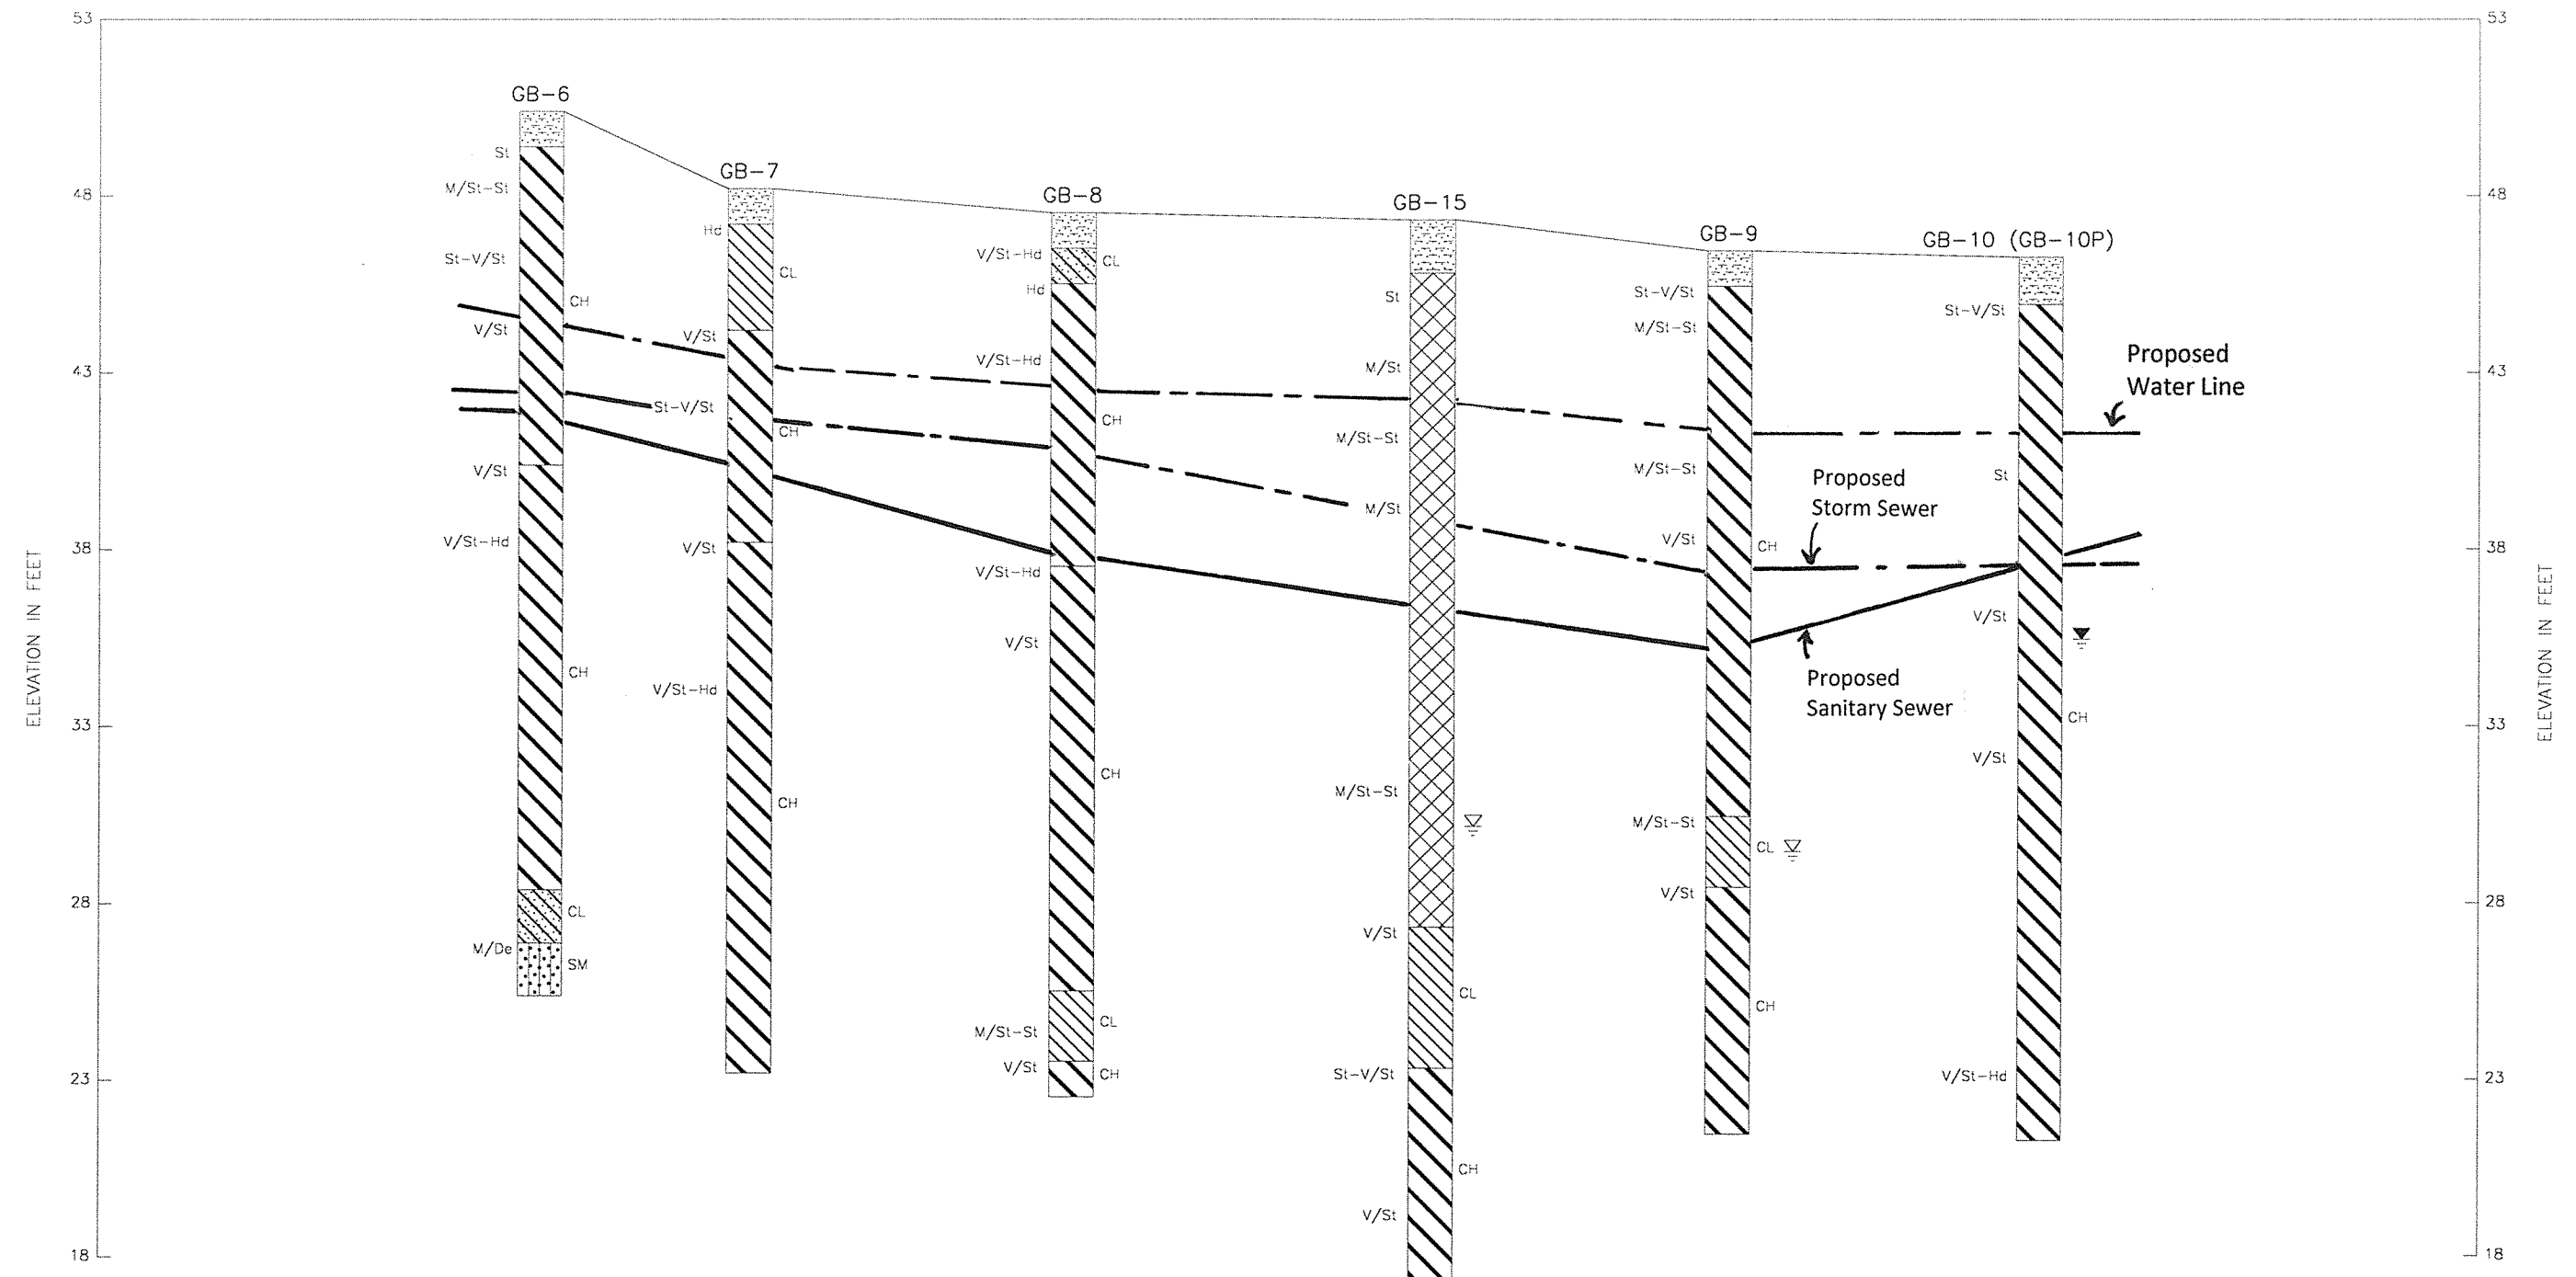 53
53
GB-6
St
M/St-St
St-V/St
CH
V/St
V/St
V/St-Hd
CH
CL
M/De
SM
GB-7
Hd
CL
V/St
St-V/St
CH
V/St
V/St-Hd
CH
GB-8
V/St-Hd
CL
Hd
V/St-Hd
CH
V/St-Hd
V/St
CH
CL
M/St-St
V/St
CH
GB-15
St
M/St
M/St-St
M/St
M/St-St
V/St
CL
St-V/St
CH
V/St
GB-9
St-V/St
M/St-St
M/St-St
V/St
CH
M/St-St
CL
V/St
CH
GB-10 (GB-10P)
St-V/St
St
V/St
CH
V/St
V/St-Hd
Proposed
Water Line
Proposed
Storm Sewer
Proposed
Sanitary Sewer
48
43
38
33
28
23
18
48
43
38
33
28
23
18
ELEVATION IN FEET
ELEVATION IN FEET